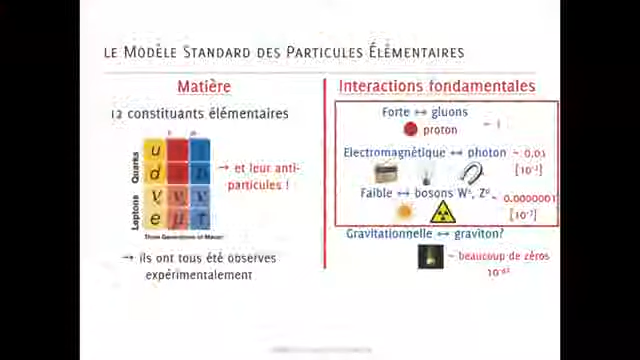 LE MODÈLE STANDARD DES PARTICULES ÉLÉMENTAIRES
Matière
12 constituants élémentaires
Quarks
Leptons
u
d
ν ν ν
e μ τ
Three Generations of Matter
→ et leur anti-
particules !
→ ils ont tous été observés
expérimentalement
Interactions fondamentales
Forte ↔ gluons
proton
~ 1
Electromagnétique ↔ photon ~ 0.01
Faible ↔ bosons W±, Z⁰ ~ 0.0000001
[10⁻⁷]
Gravitationnelle ↔ graviton?
~ beaucoup de zéros